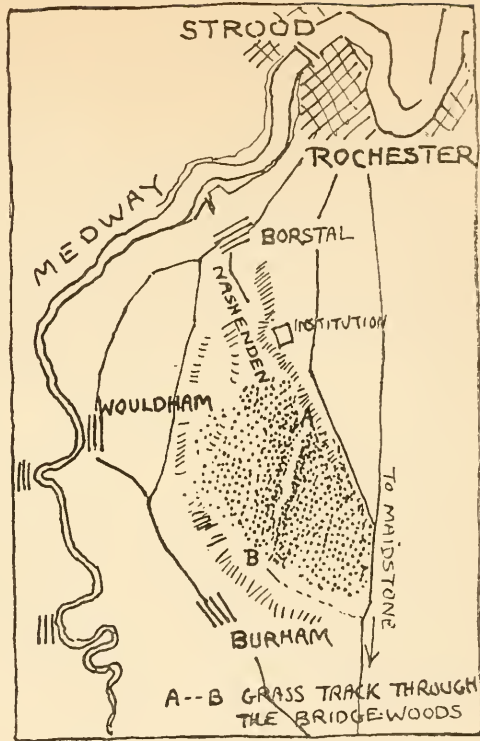 STROOD
ROCHESTER
MEDWAY
BORSTAL
NASHENDEN
INSTITUTION
WOULDHAM
A
TO MAIDSTONE
B
BURHAM
A--B GRASS TRACK THROUGH
THE BRIDGE-WOODS